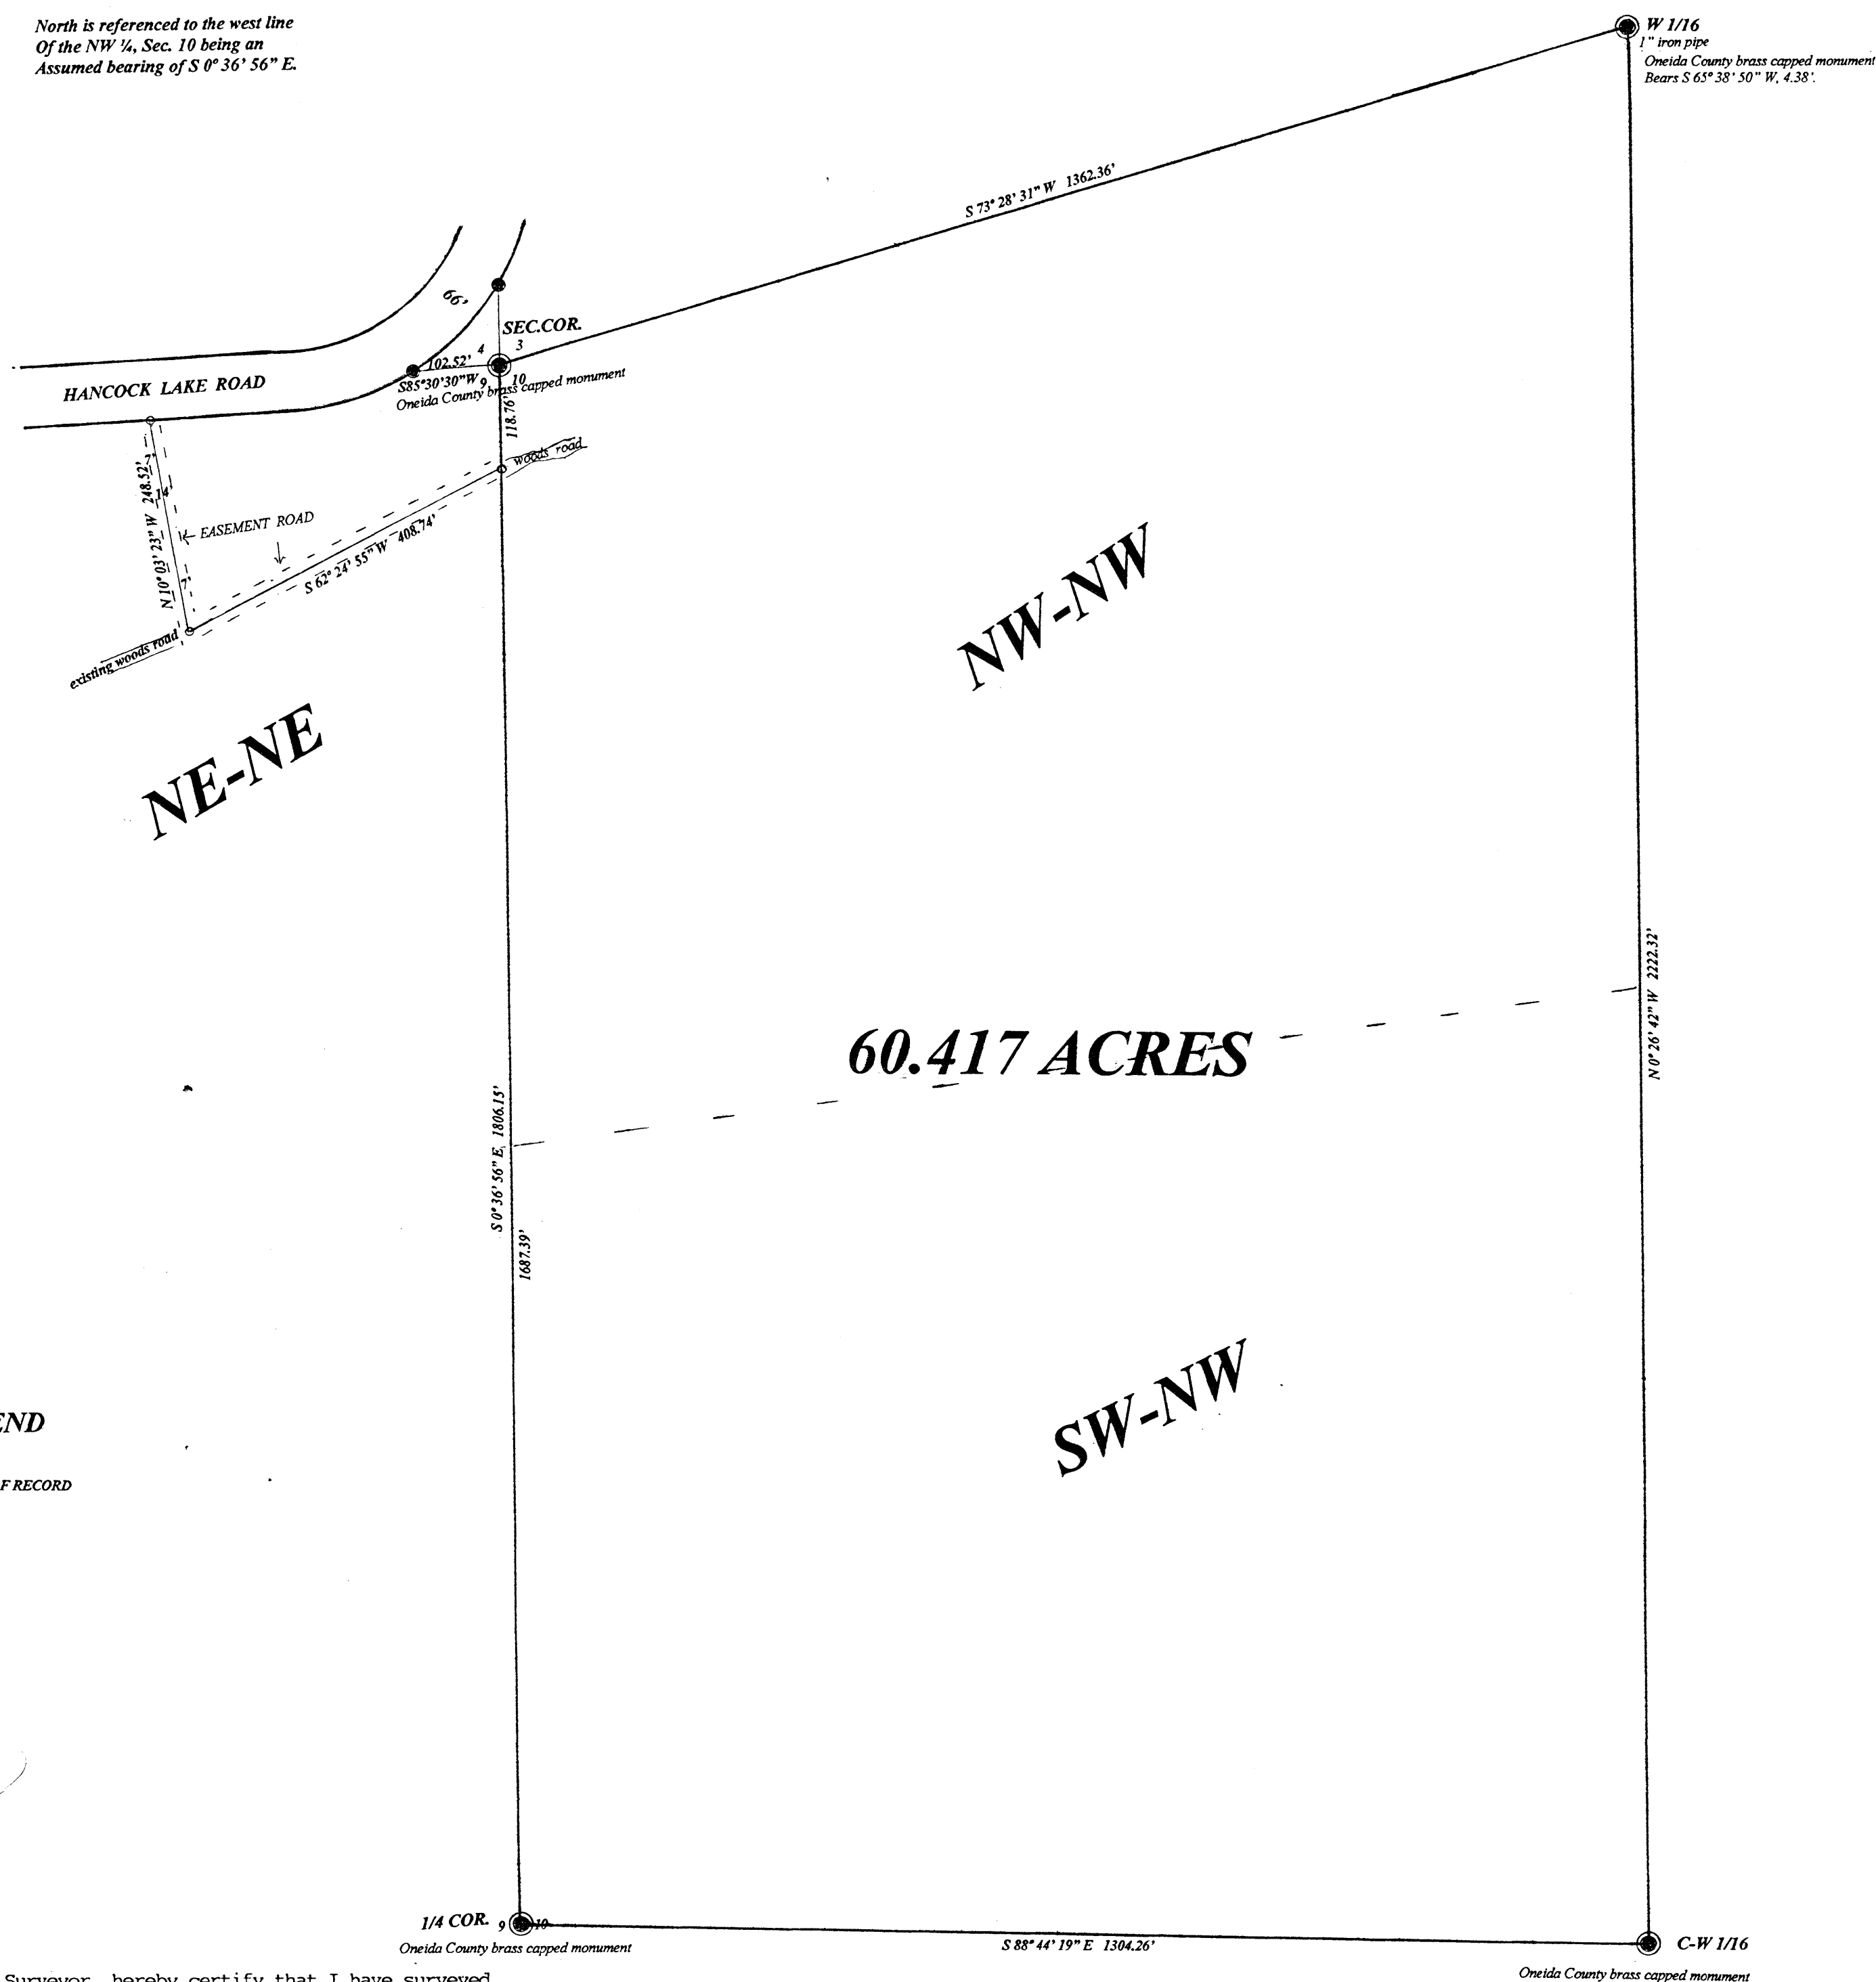 North is referenced to the west line
Of the NW ¼, Sec. 10 being an
Assumed bearing of S 0° 36' 56" E.
W 1/16
1" iron pipe
Oneida County brass capped monument
Bears S 65° 38' 50" W, 4.38'.
S 73° 28' 31" W 1362.36'
66'
SEC.COR.
4
3
102.52'
S85°30'30"W
9
10
Oneida County brass capped monument
HANCOCK LAKE ROAD
118.76'
woods road
7'
14'
N 10° 03' 23" W 248.52'
EASEMENT ROAD
S 62° 24' 55" W 408.74'
7'
existing woods road
NW-NW
NE-NE
N 0° 26' 42" W 2222.32'
60.417 ACRES
S 0° 36' 56" E, 1806.15'
1687.39'
SW-NW
END
F RECORD
1/4 COR.
9
10
Oneida County brass capped monument
S 88° 44' 19" E 1304.26'
C-W 1/16
Oneida County brass capped monument
Surveyor, hereby certify that I have surveyed